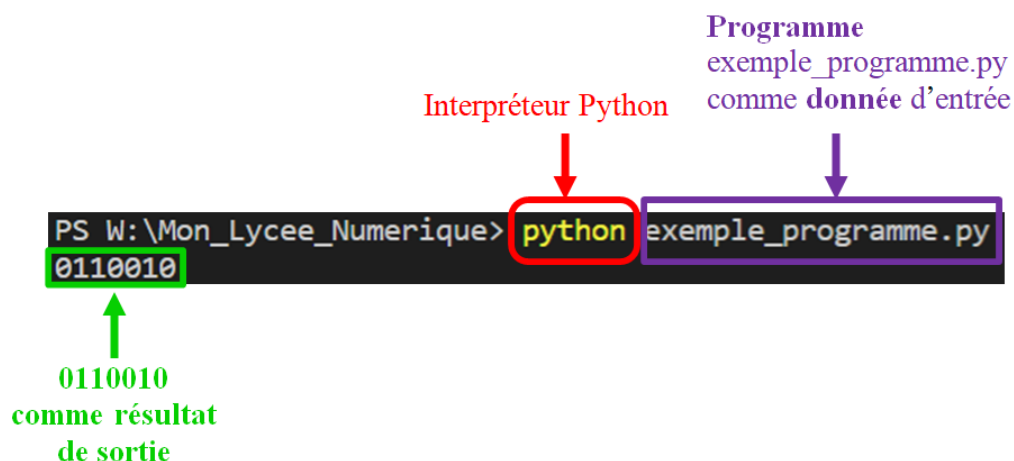 Programme
exemple_programme.py
comme donnée d’entrée
Interpréteur Python
PS W:\Mon_Lycee_Numerique> python exemple_programme.py
0110010
0110010
comme résultat
de sortie